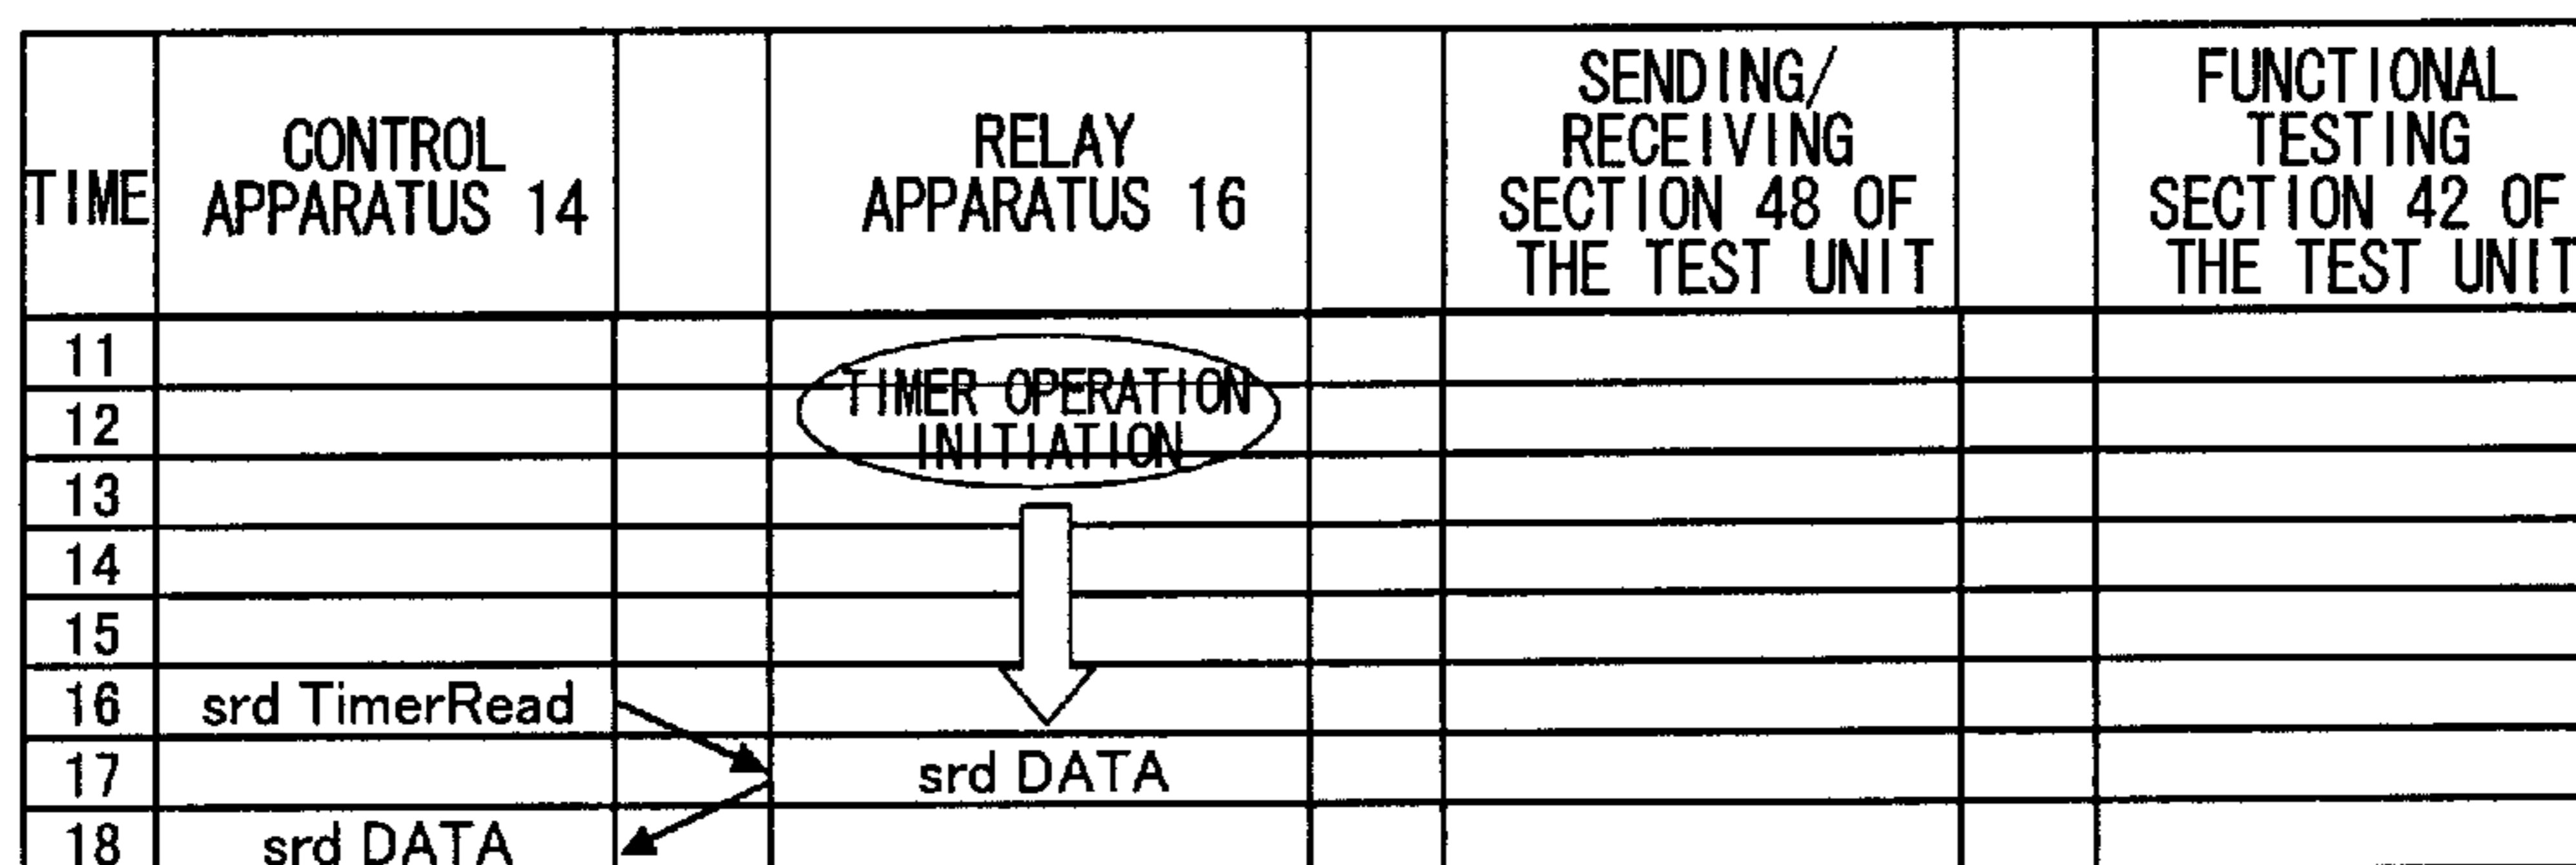 TIME
CONTROL
APPARATUS 14
RELAY
APPARATUS 16
SENDING/
RECEIVING
SECTION 48 OF
THE TEST UNIT
FUNCTIONAL
TESTING
SECTION 42 OF
THE TEST UNIT
11
TIMER OPERATION
INITIATION
12
13
14
15
16 srd TimerRead
17 srd DATA
18 srd DATA